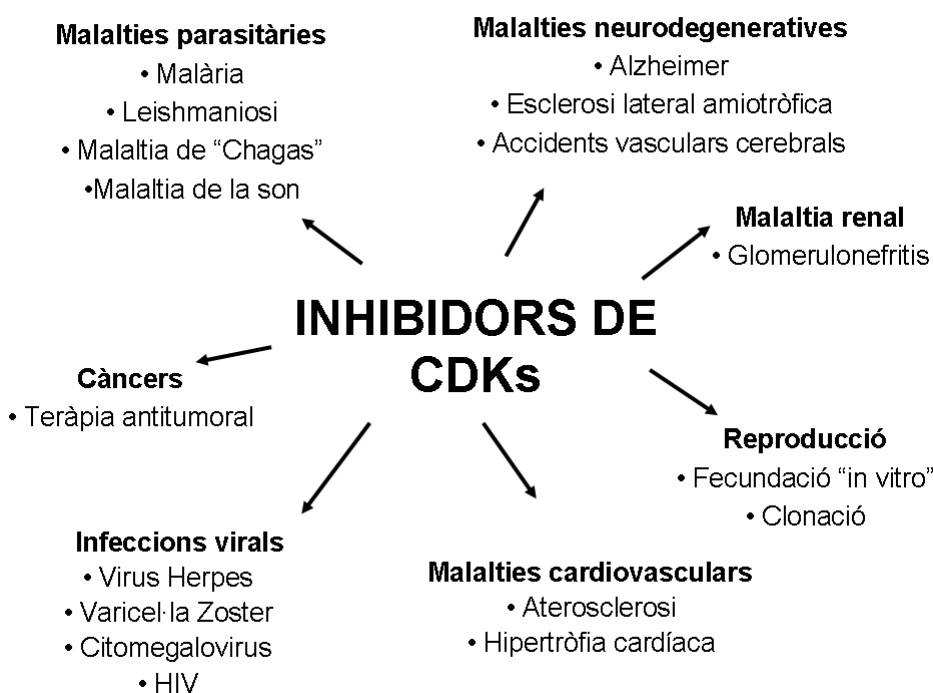 Malalties parasitàries
• Malària
• Leishmaniosi
• Malaltia de “Chagas”
•Malaltia de la son
Malalties neurodegeneratives
• Alzheimer
• Esclerosi lateral amiotròfica
• Accidents vasculars cerebrals
Malaltia renal
• Glomerulonefritis
INHIBIDORS DE
CDKs
Càncers
• Teràpia antitumoral
Reproducció
• Fecundació “in vitro”
• Clonació
Infeccions virals
• Virus Herpes
• Varicel·la Zoster
• Citomegalovirus
• HIV
Malalties cardiovasculars
• Aterosclerosi
• Hipertròfia cardíaca